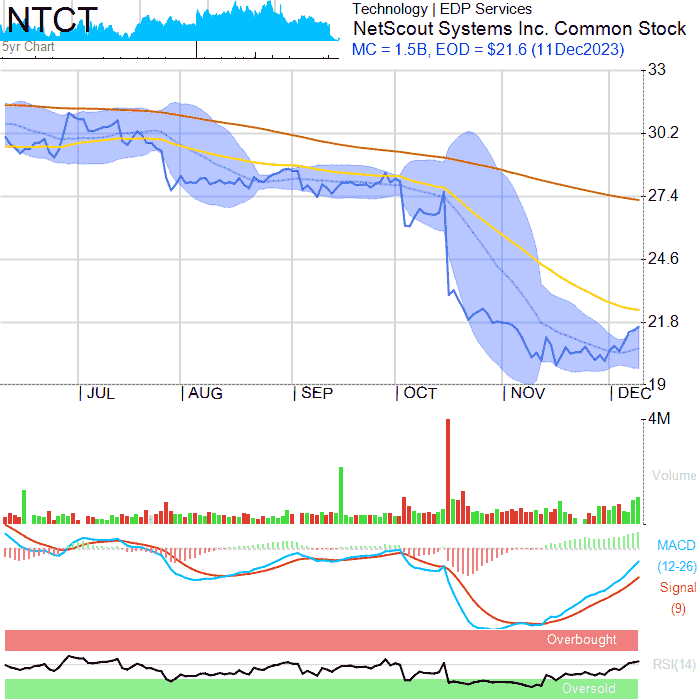 NTCT
5yr Chart
Technology | EDP Services
NetScout Systems Inc. Common Stock
MC = 1.5B, EOD = $21.6 (11Dec2023)
33
30.2
27.4
24.6
21.8
19
JUL
AUG
SEP
OCT
NOV
DEC
4M
Volume
MACD
(12-26)
Signal
(9)
Overbought
RSI(14)
Oversold